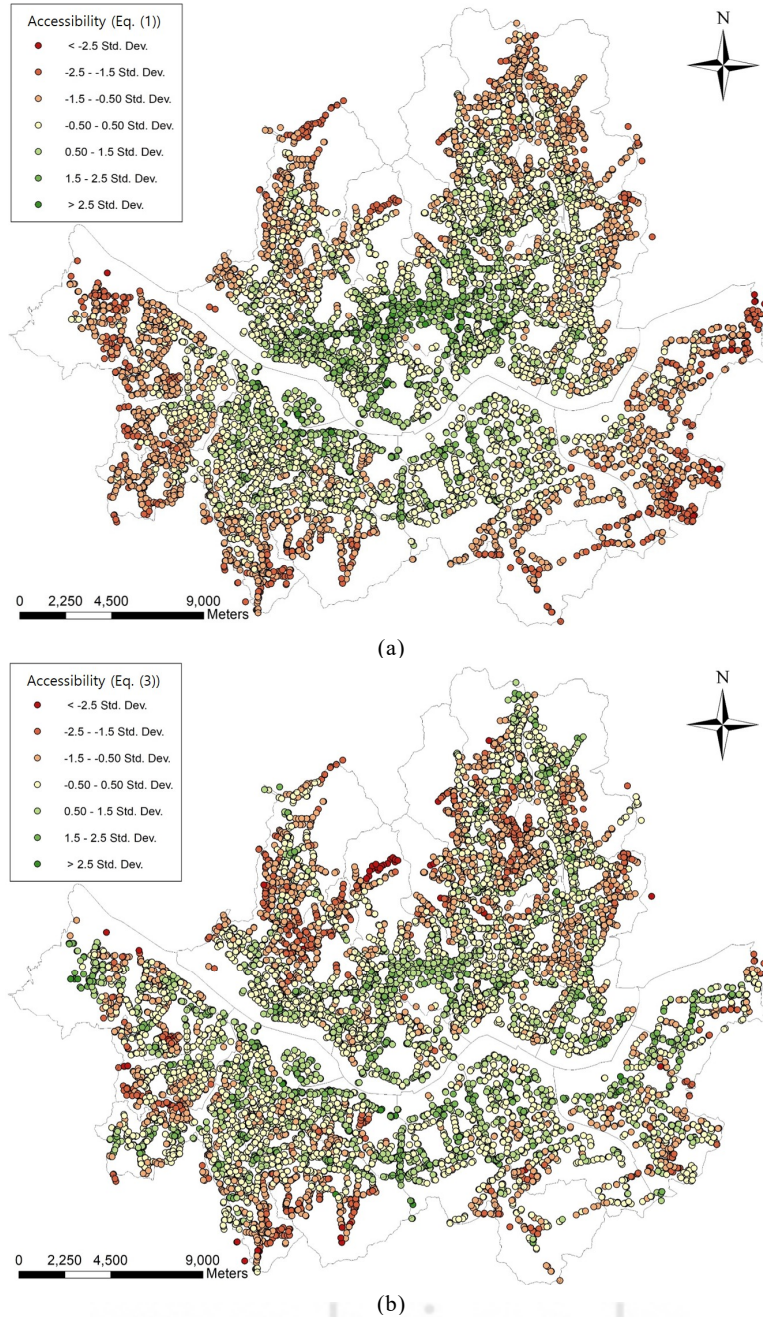 Accessibility (Eq. (1))
< -2.5 Std. Dev.
-2.5 - -1.5 Std. Dev.
-1.5 - -0.50 Std. Dev.
-0.50 - 0.50 Std. Dev.
0.50 - 1.5 Std. Dev.
1.5 - 2.5 Std. Dev.
> 2.5 Std. Dev.
N
0 2,250 4,500 9,000
Meters
(a)
Accessibility (Eq. (3))
< -2.5 Std. Dev.
-2.5 - -1.5 Std. Dev.
-1.5 - -0.50 Std. Dev.
-0.50 - 0.50 Std. Dev.
0.50 - 1.5 Std. Dev.
1.5 - 2.5 Std. Dev.
> 2.5 Std. Dev.
N
0 2,250 4,500 9,000
Meters
(b)